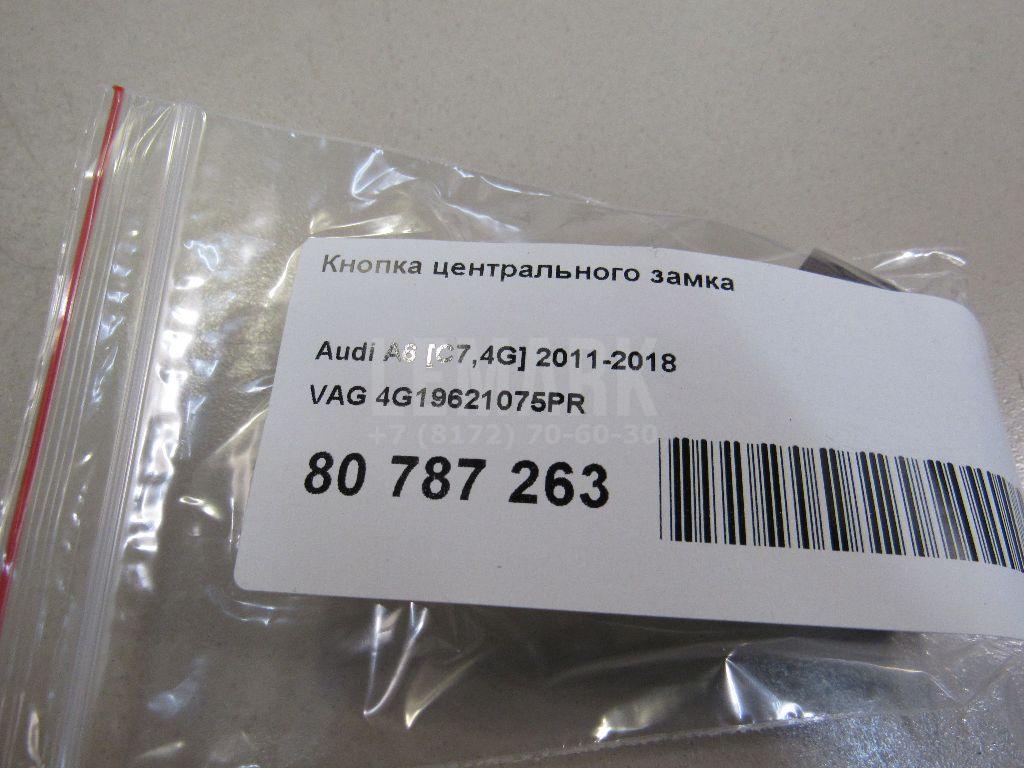 Кнопка центрального замка
Audi A6 [C7,4G] 2011-2018
VAG 4G19621075PR
LEMARK
+7 (8172) 70-60-30
80 787 263